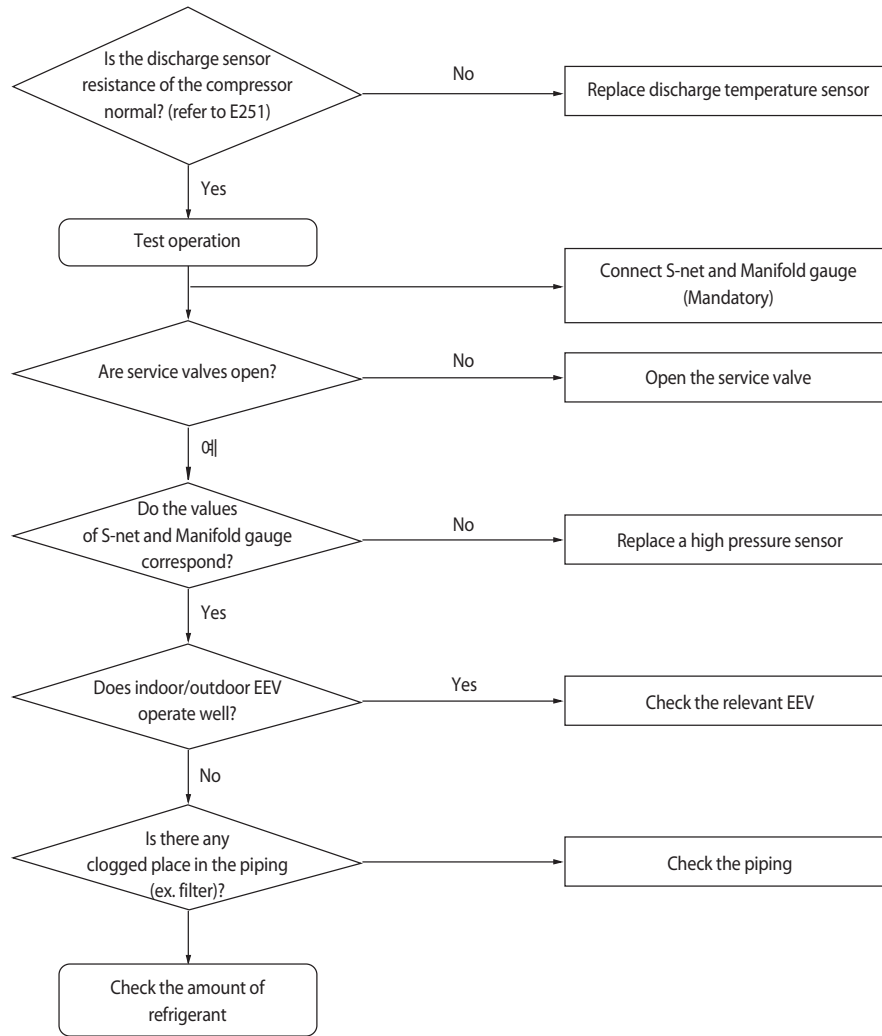 Is the discharge sensor
resistance of the compressor
normal? (refer to E251)
No
Replace discharge temperature sensor
Yes
Test operation
Connect S-net and Manifold gauge
(Mandatory)
Are service valves open?
No
Open the service valve
예
Do the values
of S-net and Manifold gauge
correspond?
No
Replace a high pressure sensor
Yes
Does indoor/outdoor EEV
operate well?
Yes
Check the relevant EEV
No
Is there any
clogged place in the piping
(ex. filter)?
Check the piping
Check the amount of
refrigerant